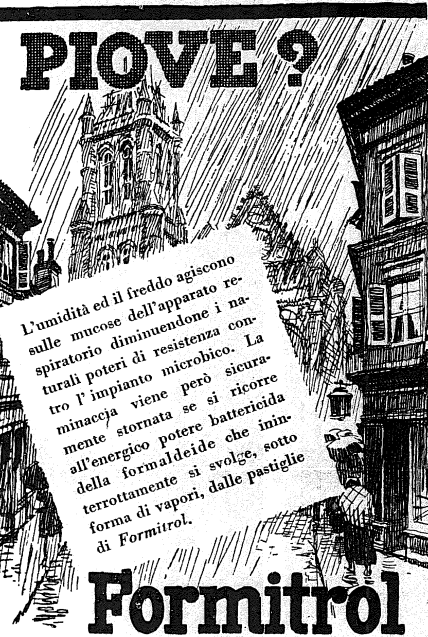 PIOVE?
L'umidità ed il freddo agiscono
sulle mucose dell'apparato re-
spiratorio diminuendone i na-
turali poteri di resistenza con-
tro l'impianto microbico. La
minaccia viene però sicura-
mente stornata se si ricorre
all'energico potere battericida
della formaldeide che inin-
terrottamente si svolge, sotto
forma di vapori, dalle pastiglie
di Formitrol.
Formitrol